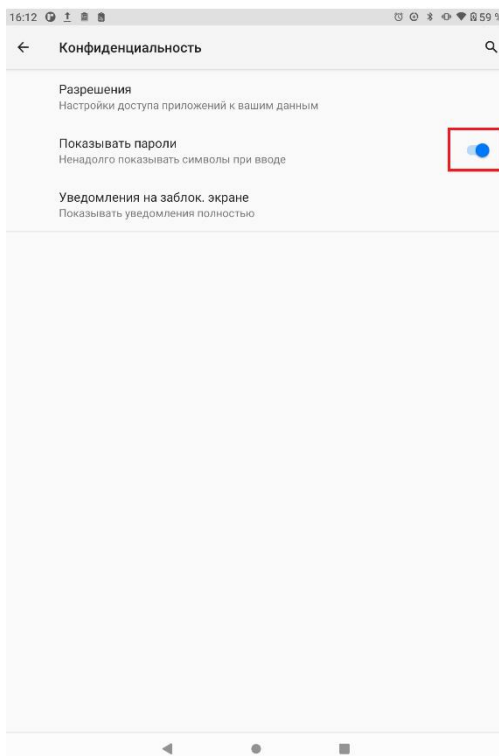 16:12 59 %
Конфиденциальность
Разрешения
Настройки доступа приложений к вашим данным
Показывать пароли
Ненадолго показывать символы при вводе
Уведомления на заблок. экране
Показывать уведомления полностью